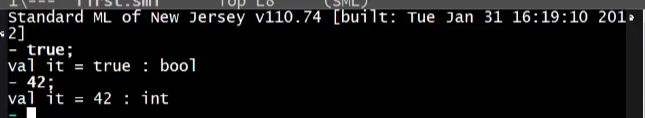 Standard ML of New Jersey v110.74 [built: Tue Jan 31 16:19:10 201
2]
- true;
val it = true : bool
- 42;
val it = 42 : int
-